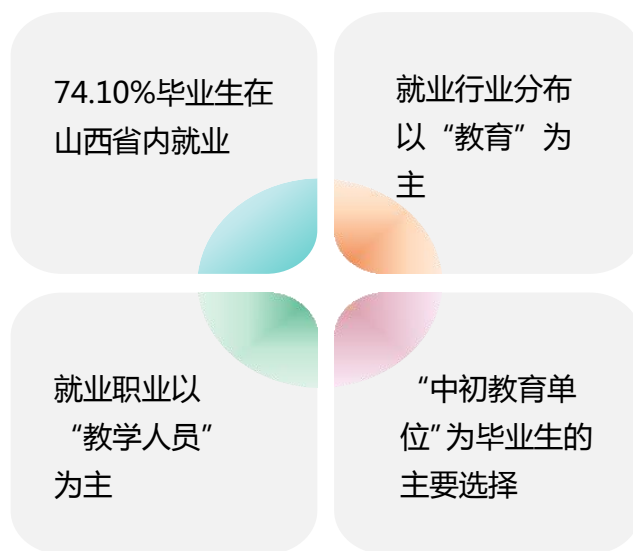 74.10%毕业生在
山西省内就业
就业行业分布
以“教育”为
主
就业职业以
“教学人员”
为主
“中初教育单
位”为毕业生的
主要选择